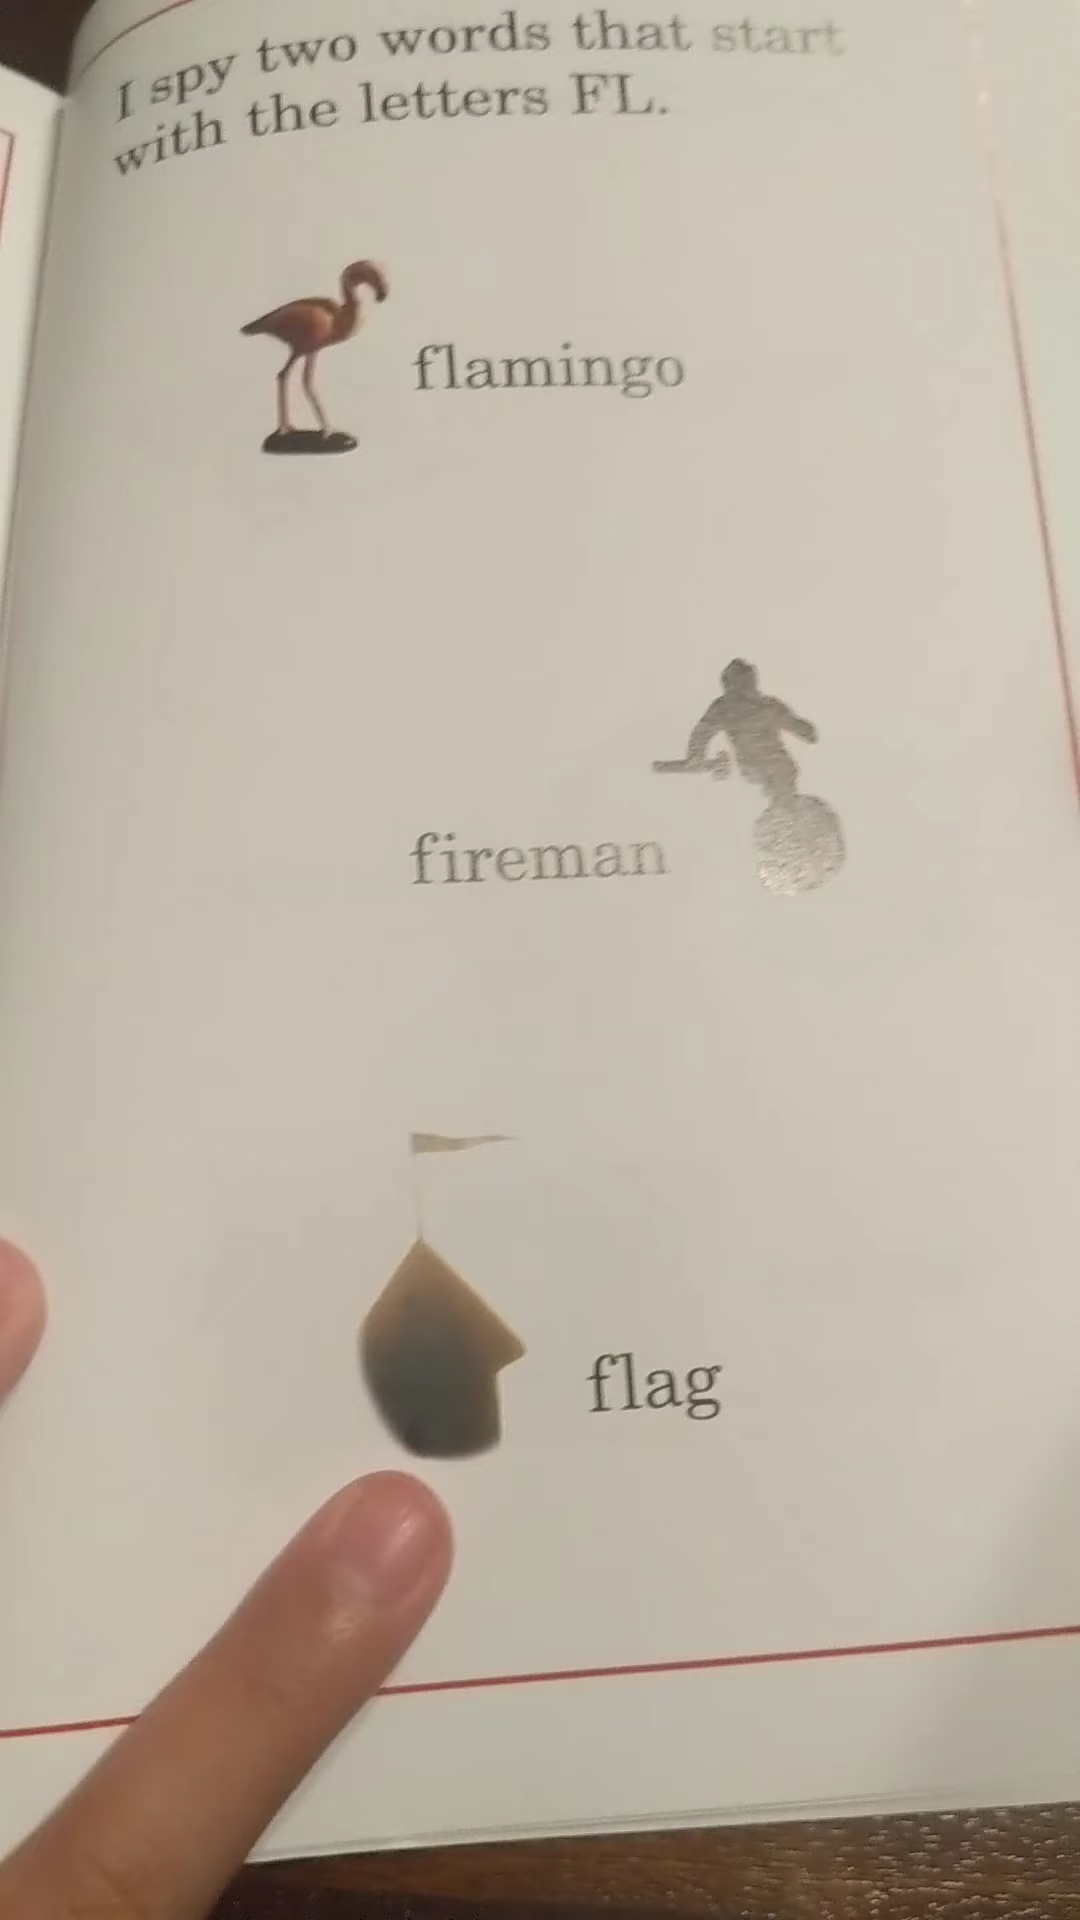 I spy two words that start
with the letters FL.
flamingo
fireman
flag